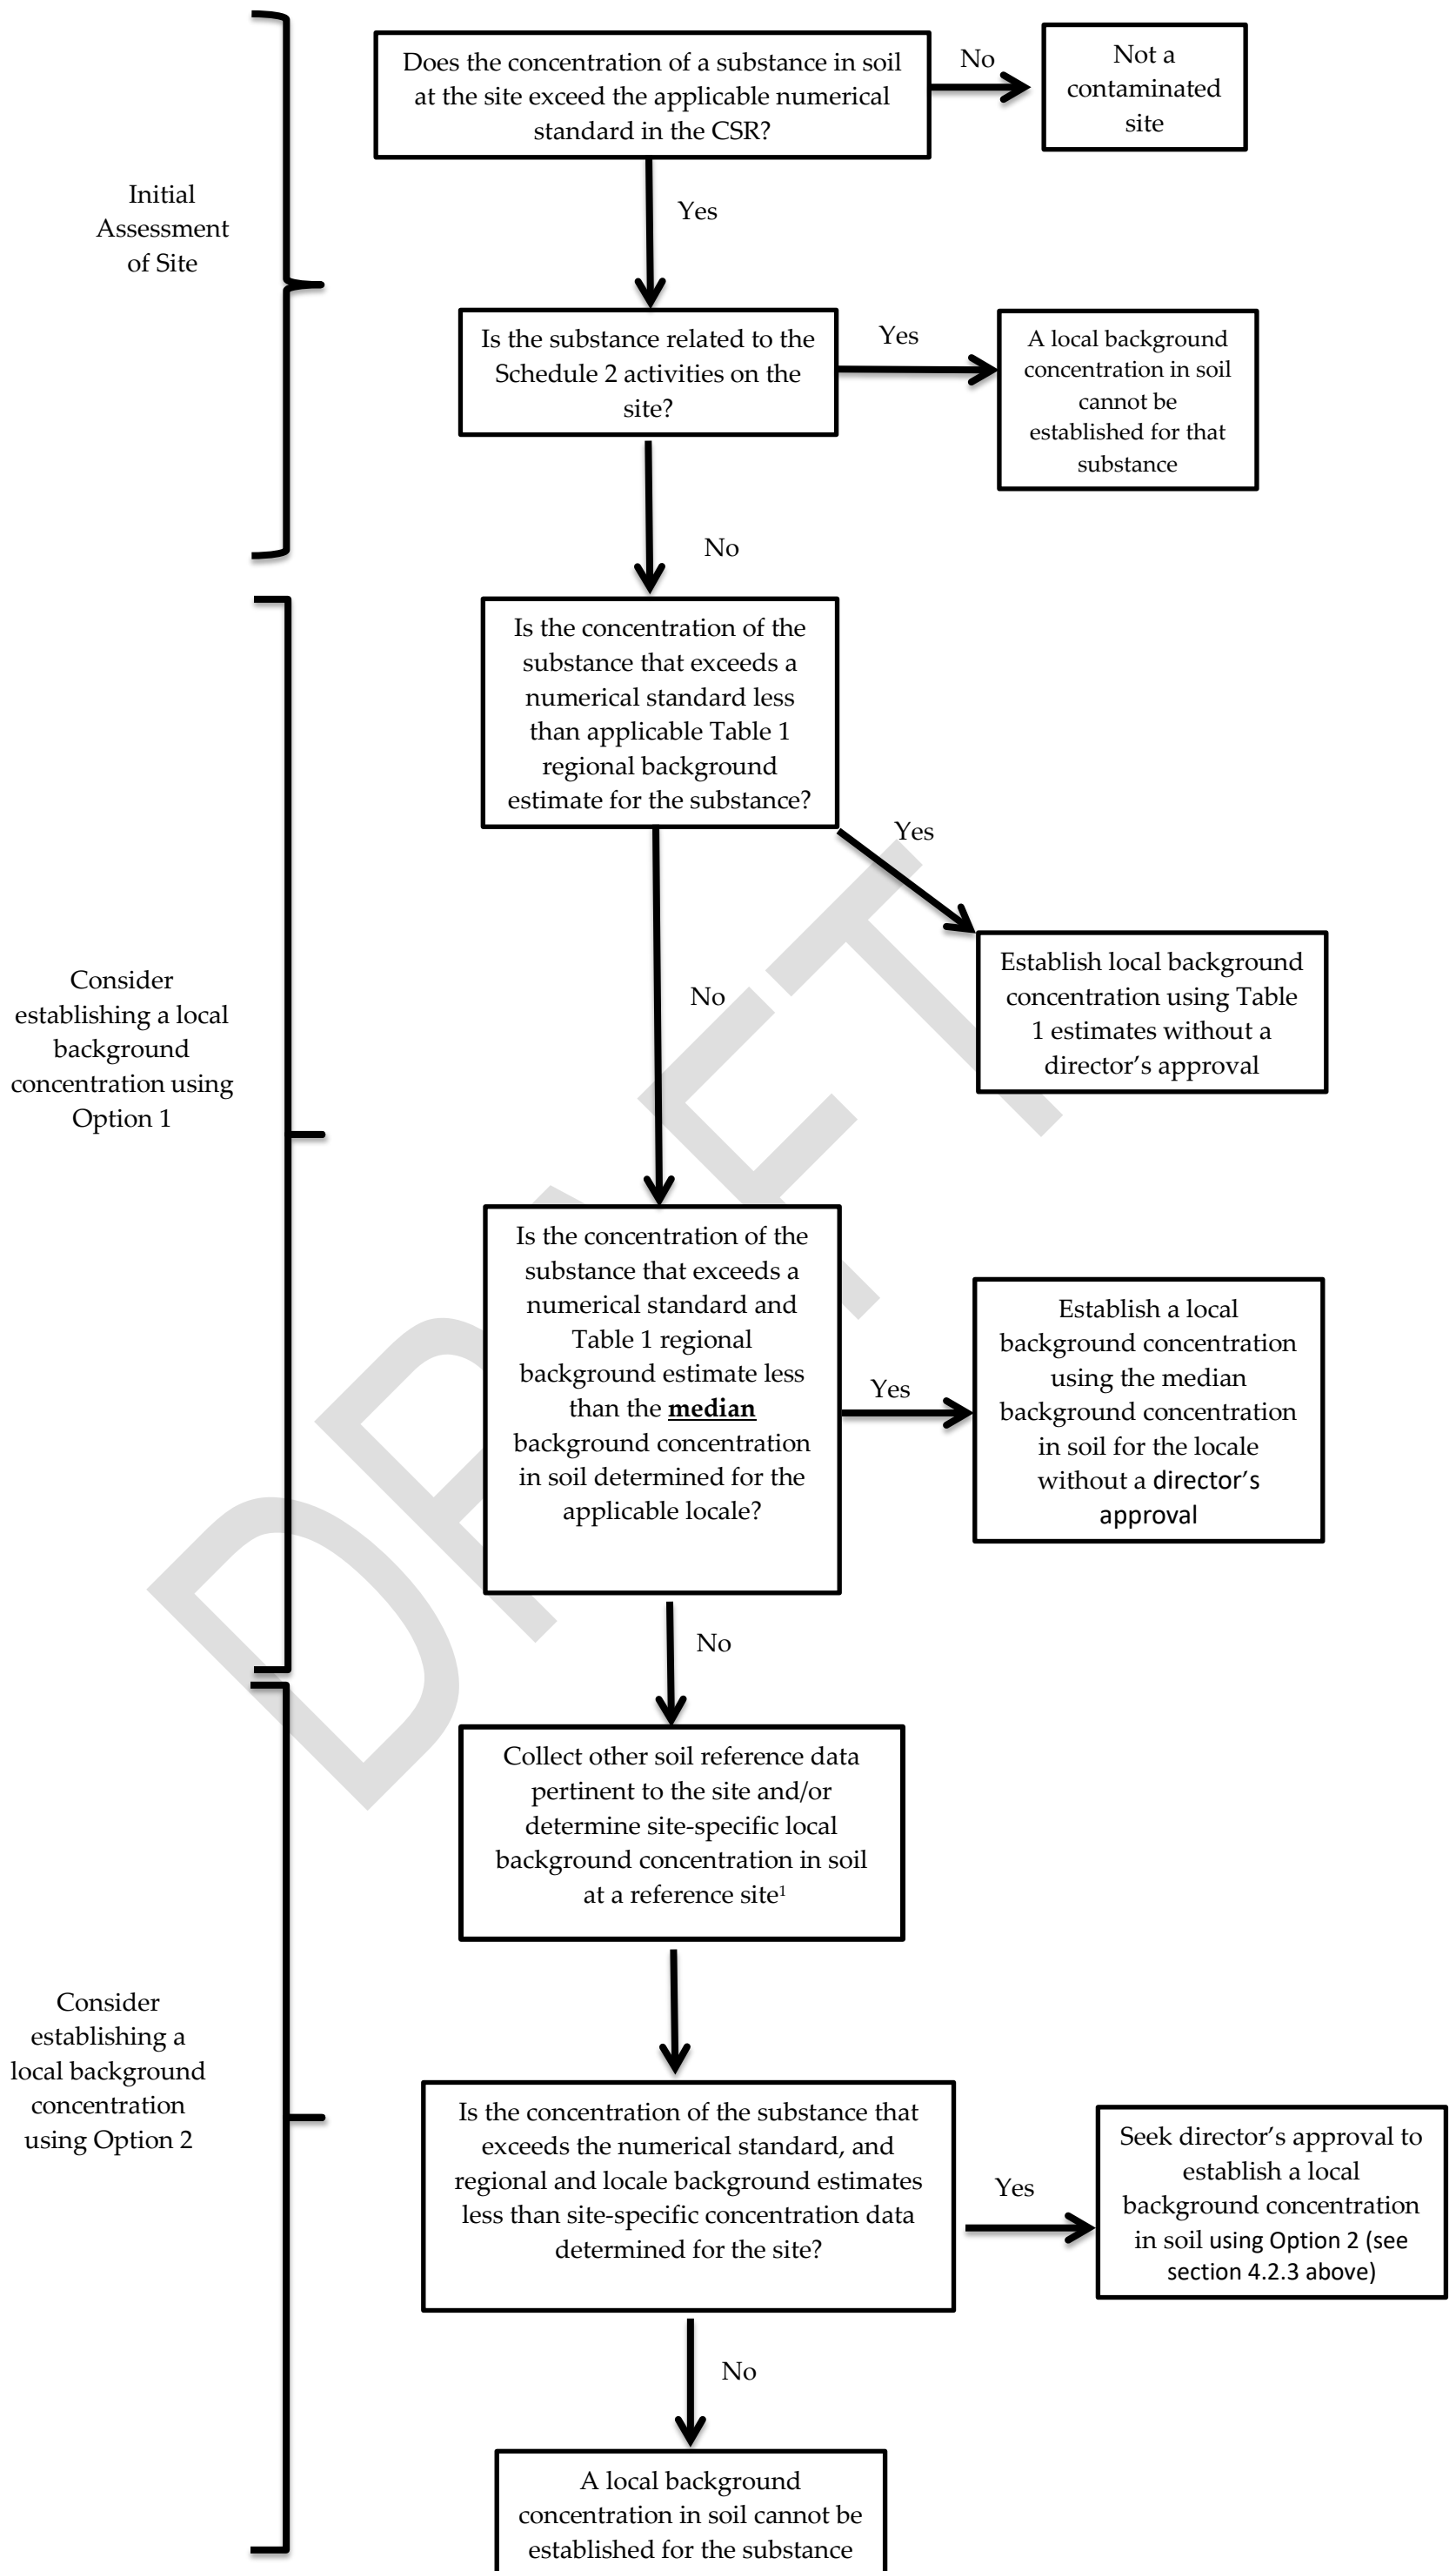 Does the concentration of a substance in soil
at the site exceed the applicable numerical
standard in the CSR?
No
Not a
contaminated
site
Initial
Assessment
of Site
Yes
Is the substance related to the
Schedule 2 activities on the
site?
Yes
A local background
concentration in soil
cannot be
established for that
substance
No
Is the concentration of the
substance that exceeds a
numerical standard less
than applicable Table 1
regional background
estimate for the substance?
Yes
Consider
establishing a local
background
concentration using
Option 1
No
Establish local background
concentration using Table
1 estimates without a
director’s approval
Is the concentration of the
substance that exceeds a
numerical standard and
Table 1 regional
background estimate less
than the median
background concentration
in soil determined for the
applicable locale?
Yes
Establish a local
background concentration
using the median
background concentration
in soil for the locale
without a director’s
approval
No
Collect other soil reference data
pertinent to the site and/or
determine site-specific local
background concentration in soil
at a reference site¹
Consider
establishing a
local background
concentration
using Option 2
Is the concentration of the substance that
exceeds the numerical standard, and
regional and locale background estimates
less than site-specific concentration data
determined for the site?
Yes
Seek director’s approval to
establish a local
background concentration
in soil using Option 2 (see
section 4.2.3 above)
No
A local background
concentration in soil cannot be
established for the substance
DRAFT